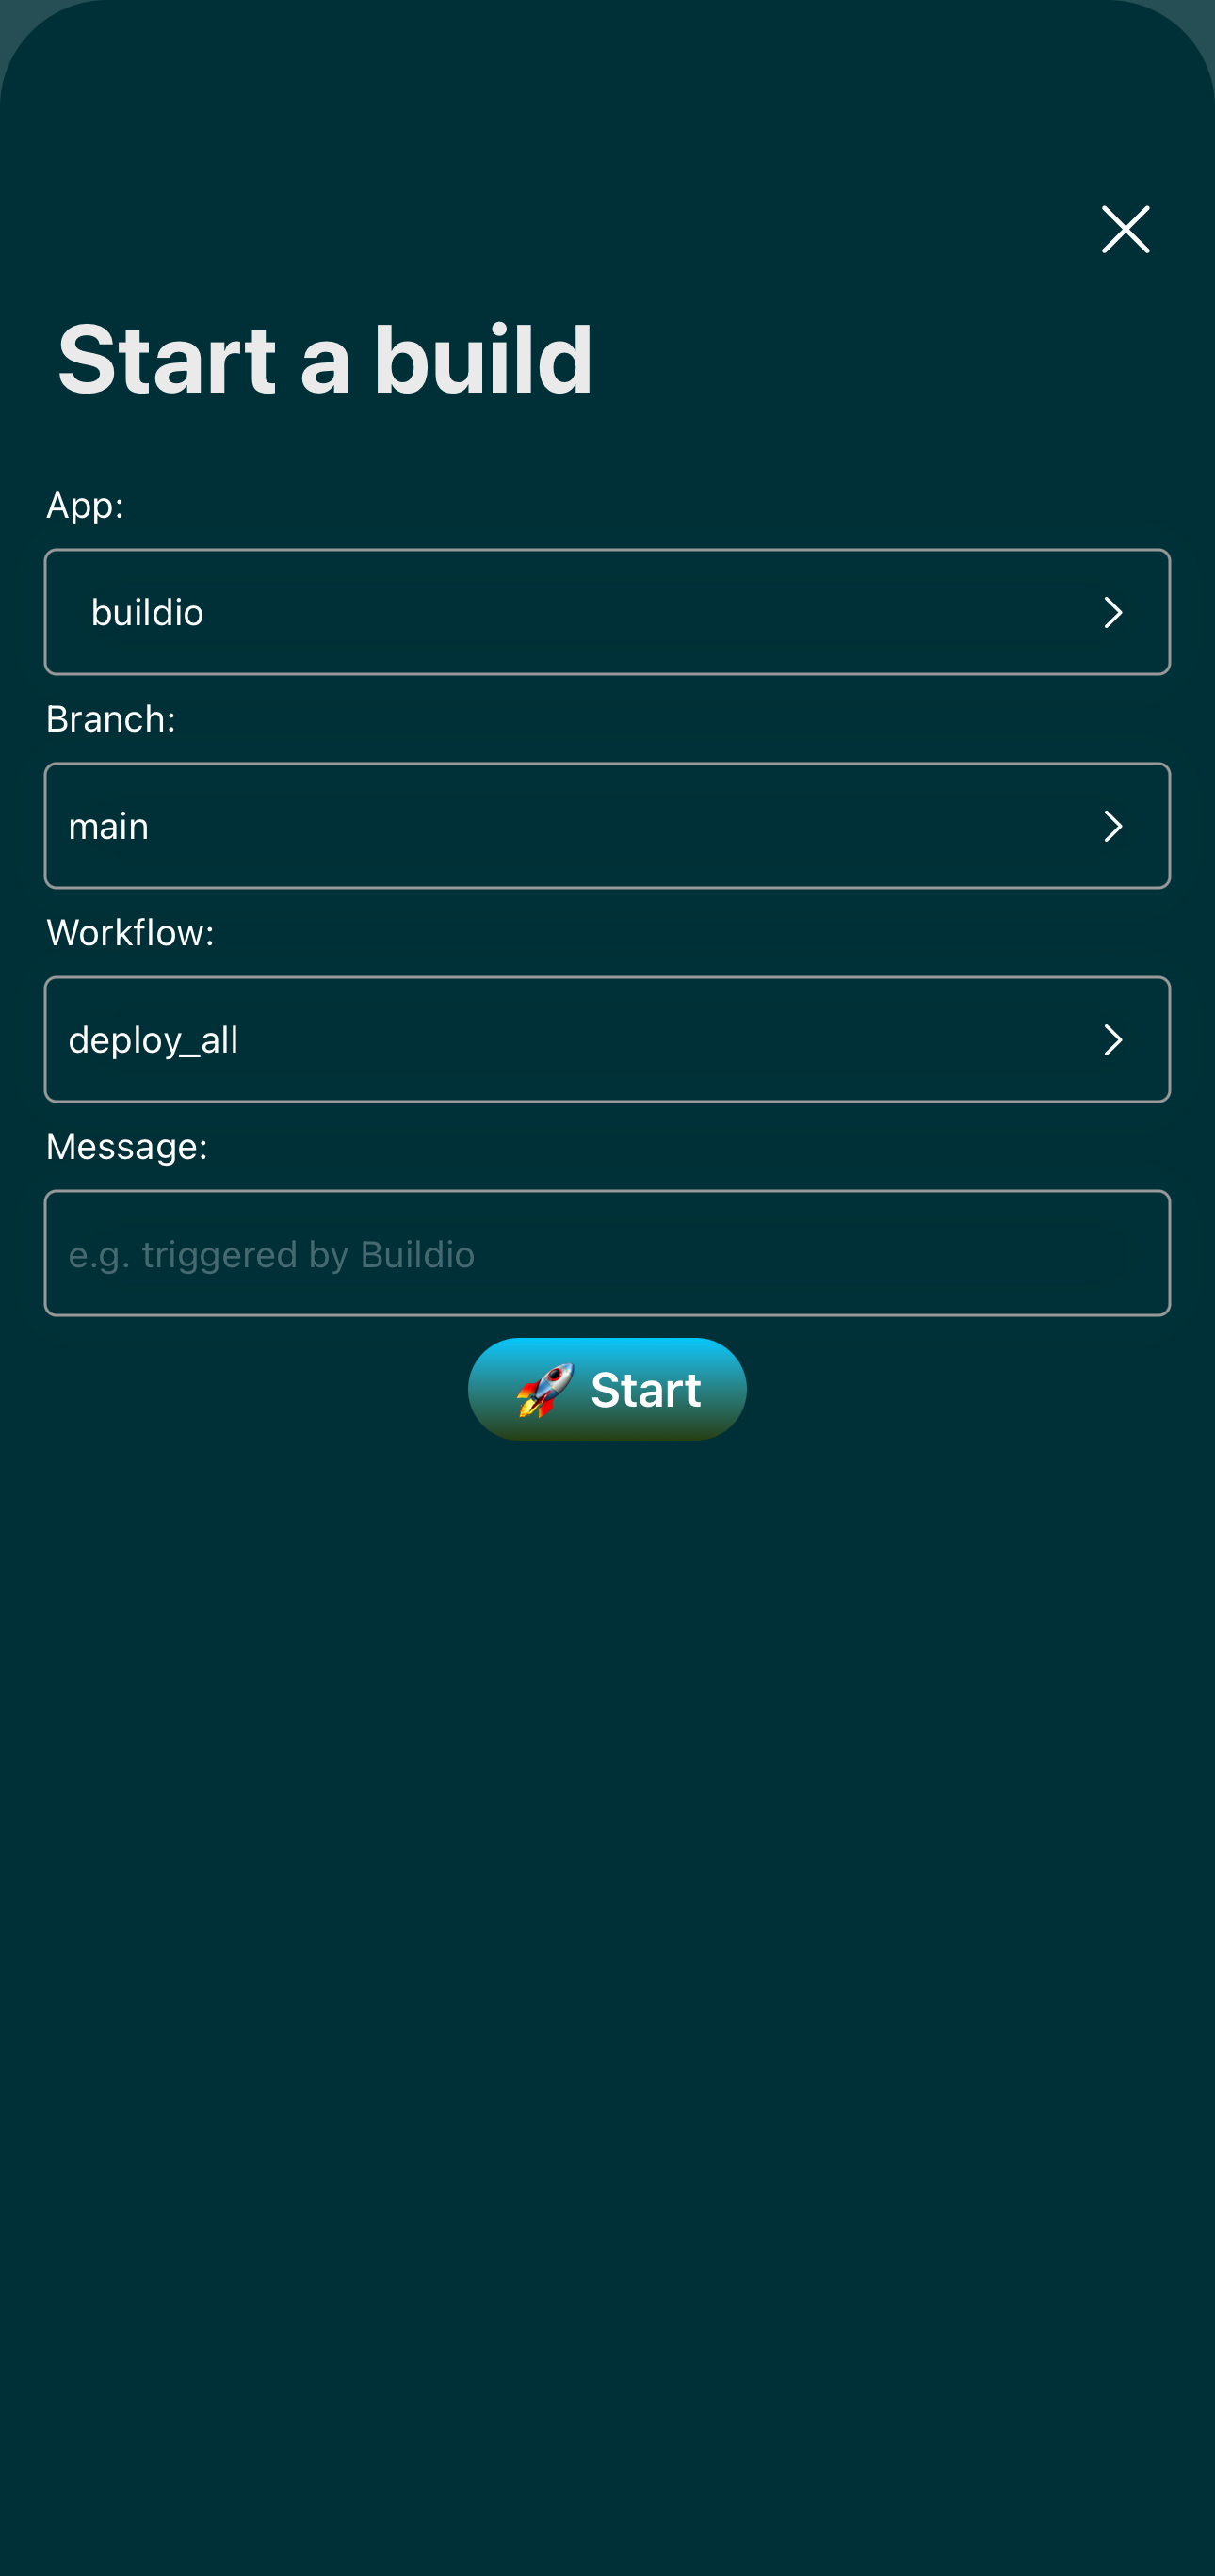 Start a build
App:
buildio
Branch:
main
Workflow:
deploy_all
Message:
e.g. triggered by Buildio
🚀 Start